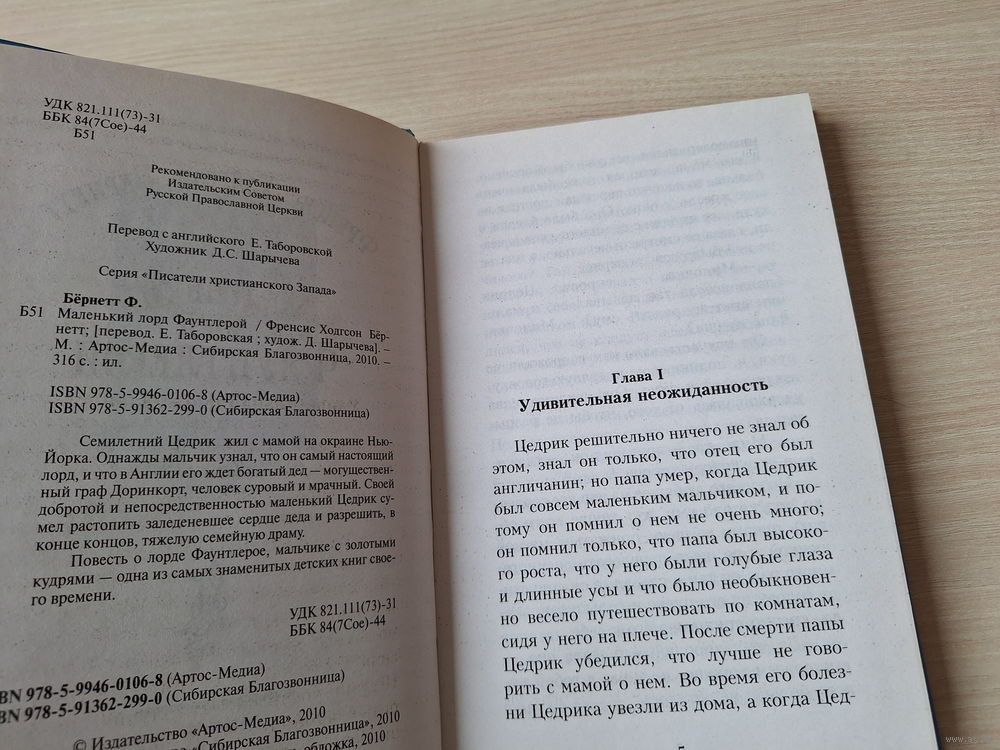 УДК 821.111(73)-31
ББК 84(7Сое)-44
Б51
Рекомендовано к публикации
Издательским Советом
Русской Православной Церкви
Перевод с английского Е. Таборовской
Художник Д.С. Шарычева
Серия «Писатели христианского Запада»
Бёрнетт Ф.
Б51 Маленький лорд Фаунтлерой / Френсис Ходгсон Бёр-
нетт; [перевод. Е. Таборовская ; худож. Д. Шарычева]. –
М. : Артос-Медиа : Сибирская Благозвонница, 2010. –
316 с. : ил.
ISBN 978-5-9946-0106-8 (Артос-Медиа)
ISBN 978-5-91362-299-0 (Сибирская Благозвонница)
Семилетний Цедрик жил с мамой на окраине Нью-
Йорка. Однажды мальчик узнал, что он самый настоящий
лорд, и что в Англии его ждет богатый дед — могуществен-
ный граф Доринкорт, человек суровый и мрачный. Своей
добротой и непосредственностью маленький Цедрик су-
мел растопить заледеневшее сердце деда и разрешить, в
конце концов, тяжелую семейную драму.
Повесть о лорде Фаунтлерое, мальчике с золотыми
кудрями — одна из самых знаменитых детских книг свое-
го времени.
УДК 821.111(73)-31
ББК 84(7Сое)-44
BN 978-5-9946-0106-8 (Артос-Медиа)
BN 978-5-91362-299-0 (Сибирская Благозвонница)
© Издательство «Артос-Медиа», 2010
«Сибирская Благозвонница», 2010
обложка, 2010
Глава I
Удивительная неожиданность
Цедрик решительно ничего не знал об
этом, знал он только, что отец его был
англичанин; но папа умер, когда Цедрик
был совсем маленьким мальчиком, и по-
тому он помнил о нем не очень много;
он помнил только, что папа был высоко-
го роста, что у него были голубые глаза
и длинные усы и что было необыкновен-
но весело путешествовать по комнатам,
сидя у него на плече. После смерти папы
Цедрик убедился, что лучше не гово-
рить с мамой о нем. Во время его болез-
ни Цедрика увезли из дома, а когда Цед-